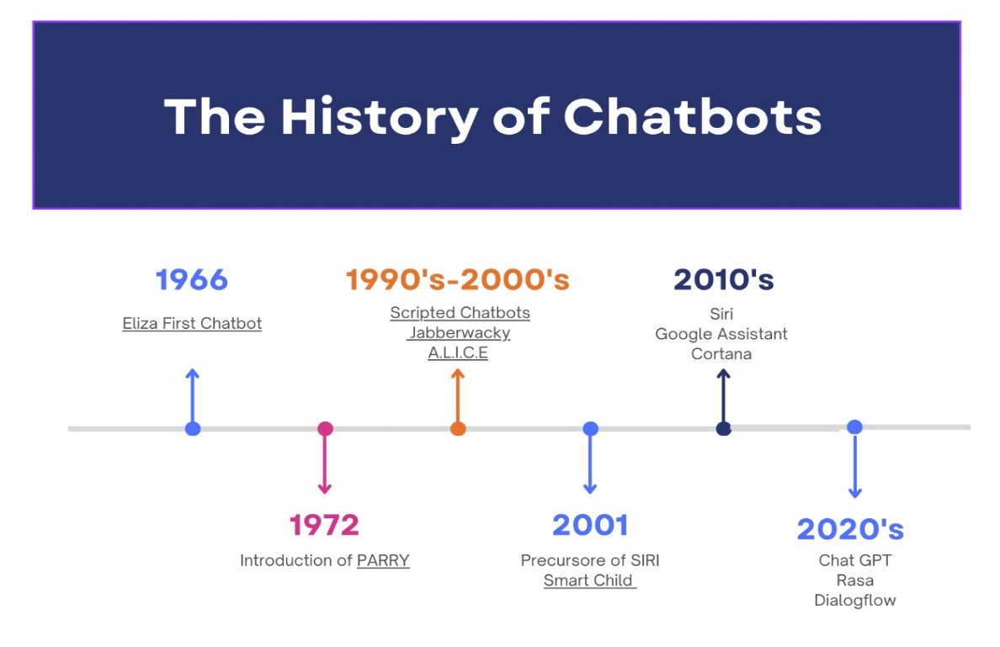 The History of Chatbots
1966
Eliza First Chatbot
1972
Introduction of PARRY
1990's-2000's
Scripted Chatbots
Jabberwacky
A.L.I.C.E
2001
Precursore of SIRI
Smart Child
2010's
Siri
Google Assistant
Cortana
2020's
Chat GPT
Rasa
Dialogflow